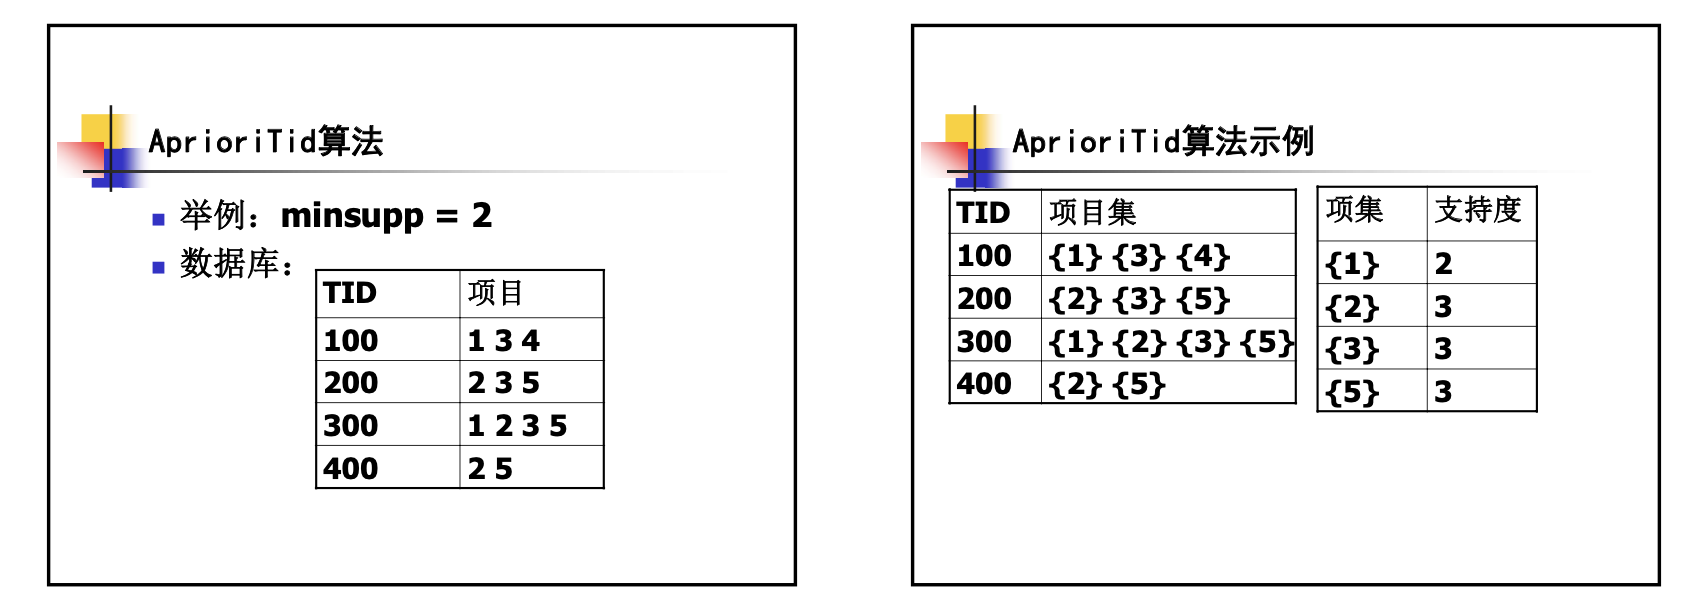 AprioriTid算法
举例：minsupp = 2
数据库：
TID 项目
100 1 3 4
200 2 3 5
300 1 2 3 5
400 2 5
AprioriTid算法示例
TID 项目集
100 {1} {3} {4}
200 {2} {3} {5}
300 {1} {2} {3} {5}
400 {2} {5}
项集 支持度
{1} 2
{2} 3
{3} 3
{5} 3